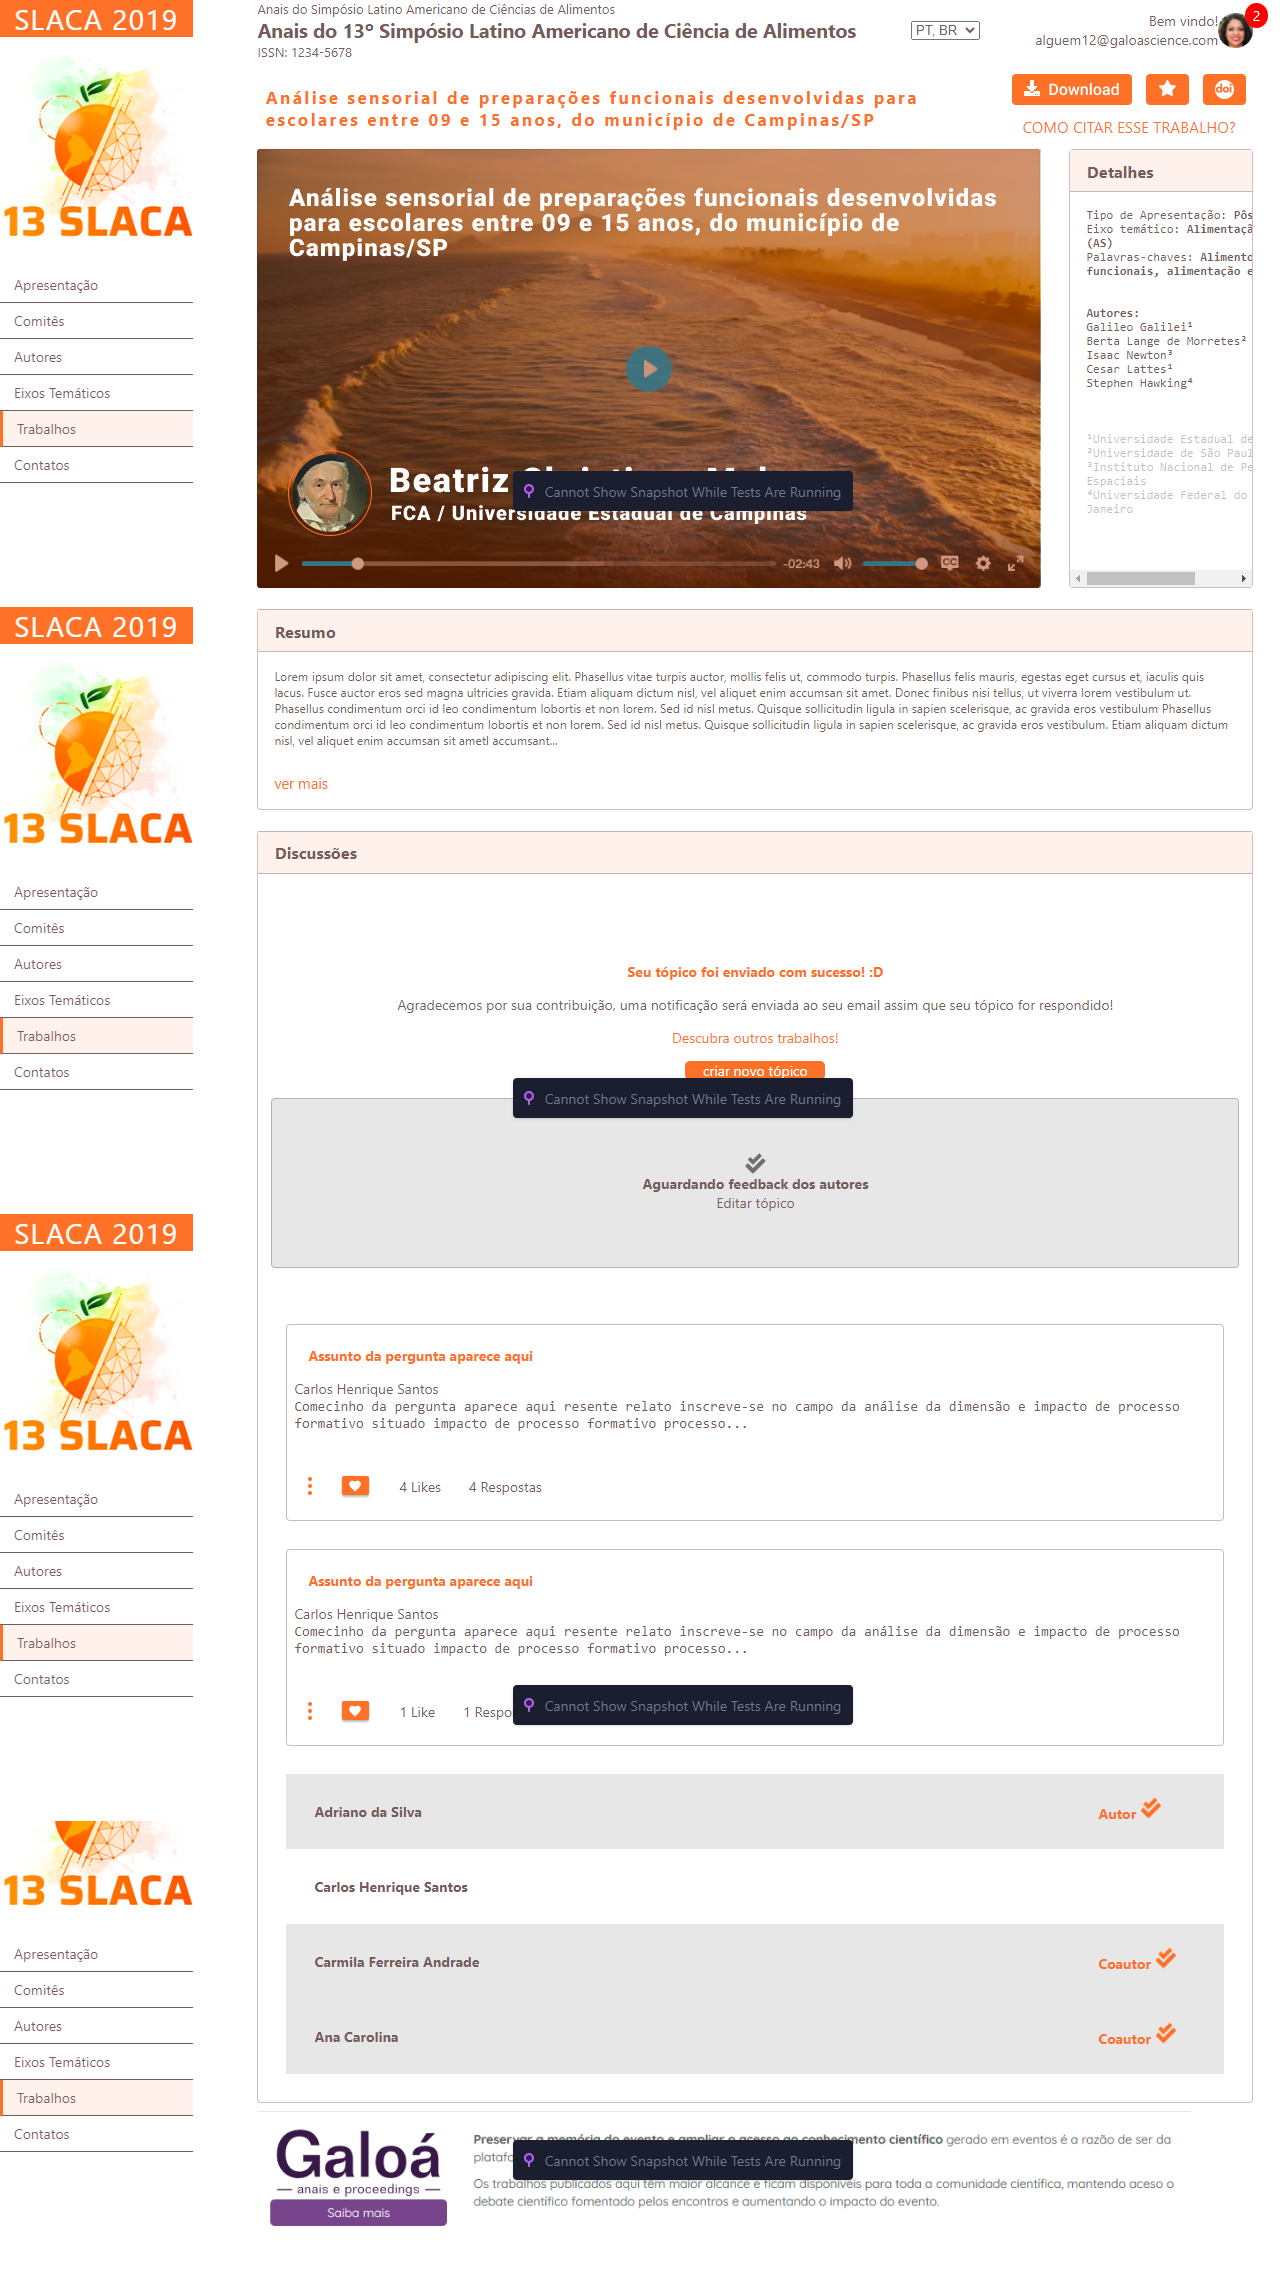 SLACA 2019
13 SLACA
Apresentação
Comitês
Autores
Eixos Temáticos
Trabalhos
Contatos
Anais do Simpósio Latino Americano de Ciências de Alimentos
Anais do 13º Simpósio Latino Americano de Ciência de Alimentos
ISSN: 1234-5678
PT, BR
Bem vindo!
alguem12@galoascience.com
2
Análise sensorial de preparações funcionais desenvolvidas para
escolares entre 09 e 15 anos, do município de Campinas/SP
Download
doi
COMO CITAR ESSE TRABALHO?
Análise sensorial de preparações funcionais desenvolvidas
para escolares entre 09 e 15 anos, do município de
Campinas/SP
Beatriz
Cannot Show Snapshot While Tests Are Running
FCA / Universidade Estadual de Campinas
-02:43
CC
Detalhes
Tipo de Apresentação: Pôs
Eixo temático: Alimentaçã
(AS)
Palavras-chaves: Alimento
funcionais, alimentação e
Autores:
Galileo Galilei¹
Berta Lange de Morretes²
Isaac Newton³
Cesar Lattes¹
Stephen Hawking⁴
¹Universidade Estadual de
²Universidade de São Paul
³Instituto Nacional de Pe
Espaciais
⁴Universidade Federal do
Janeiro
SLACA 2019
13 SLACA
Apresentação
Comitês
Autores
Eixos Temáticos
Trabalhos
Contatos
Resumo
Lorem ipsum dolor sit amet, consectetur adipiscing elit. Phasellus vitae turpis auctor, mollis felis ut, commodo turpis. Phasellus felis mauris, egestas eget cursus et, iaculis quis
lacus. Fusce auctor eros sed magna ultricies gravida. Etiam aliquam dictum nisl, vel aliquet enim accumsan sit amet. Donec finibus nisi tellus, ut viverra lorem vestibulum ut.
Phasellus condimentum orci id leo condimentum lobortis et non lorem. Sed id nisl metus. Quisque sollicitudin ligula in sapien scelerisque, ac gravida eros vestibulum Phasellus
condimentum orci id leo condimentum lobortis et non lorem. Sed id nisl metus. Quisque sollicitudin ligula in sapien scelerisque, ac gravida eros vestibulum. Etiam aliquam dictum
nisl, vel aliquet enim accumsan sit ametl accumsant...
ver mais
Discussões
Seu tópico foi enviado com sucesso! :D
Agradecemos por sua contribuição, uma notificação será enviada ao seu email assim que seu tópico for respondido!
Descubra outros trabalhos!
criar novo tópico
Cannot Show Snapshot While Tests Are Running
Aguardando feedback dos autores
Editar tópico
SLACA 2019
13 SLACA
Apresentação
Comitês
Autores
Eixos Temáticos
Trabalhos
Contatos
Assunto da pergunta aparece aqui
Carlos Henrique Santos
Comecinho da pergunta aparece aqui resente relato inscreve-se no campo da análise da dimensão e impacto de processo
formativo situado impacto de processo formativo processo...
4 Likes 4 Respostas
Assunto da pergunta aparece aqui
Carlos Henrique Santos
Comecinho da pergunta aparece aqui resente relato inscreve-se no campo da análise da dimensão e impacto de processo
formativo situado impacto de processo formativo processo...
1 Like 1 Respo
Cannot Show Snapshot While Tests Are Running
13 SLACA
Apresentação
Comitês
Autores
Eixos Temáticos
Trabalhos
Contatos
Adriano da Silva Autor
Carlos Henrique Santos
Carmila Ferreira Andrade Coautor
Ana Carolina Coautor
Galoá
anais e proceedings
Saiba mais
Preservar a memória do evento e ampliar o acesso ao conhecimento científico gerado em eventos é a razão de ser da
platafo
Cannot Show Snapshot While Tests Are Running
Os trabalhos publicados aqui têm maior alcance e ficam disponíveis para toda a comunidade científica, mantendo aceso o
debate científico fomentado pelos encontros e aumentando o impacto do evento.